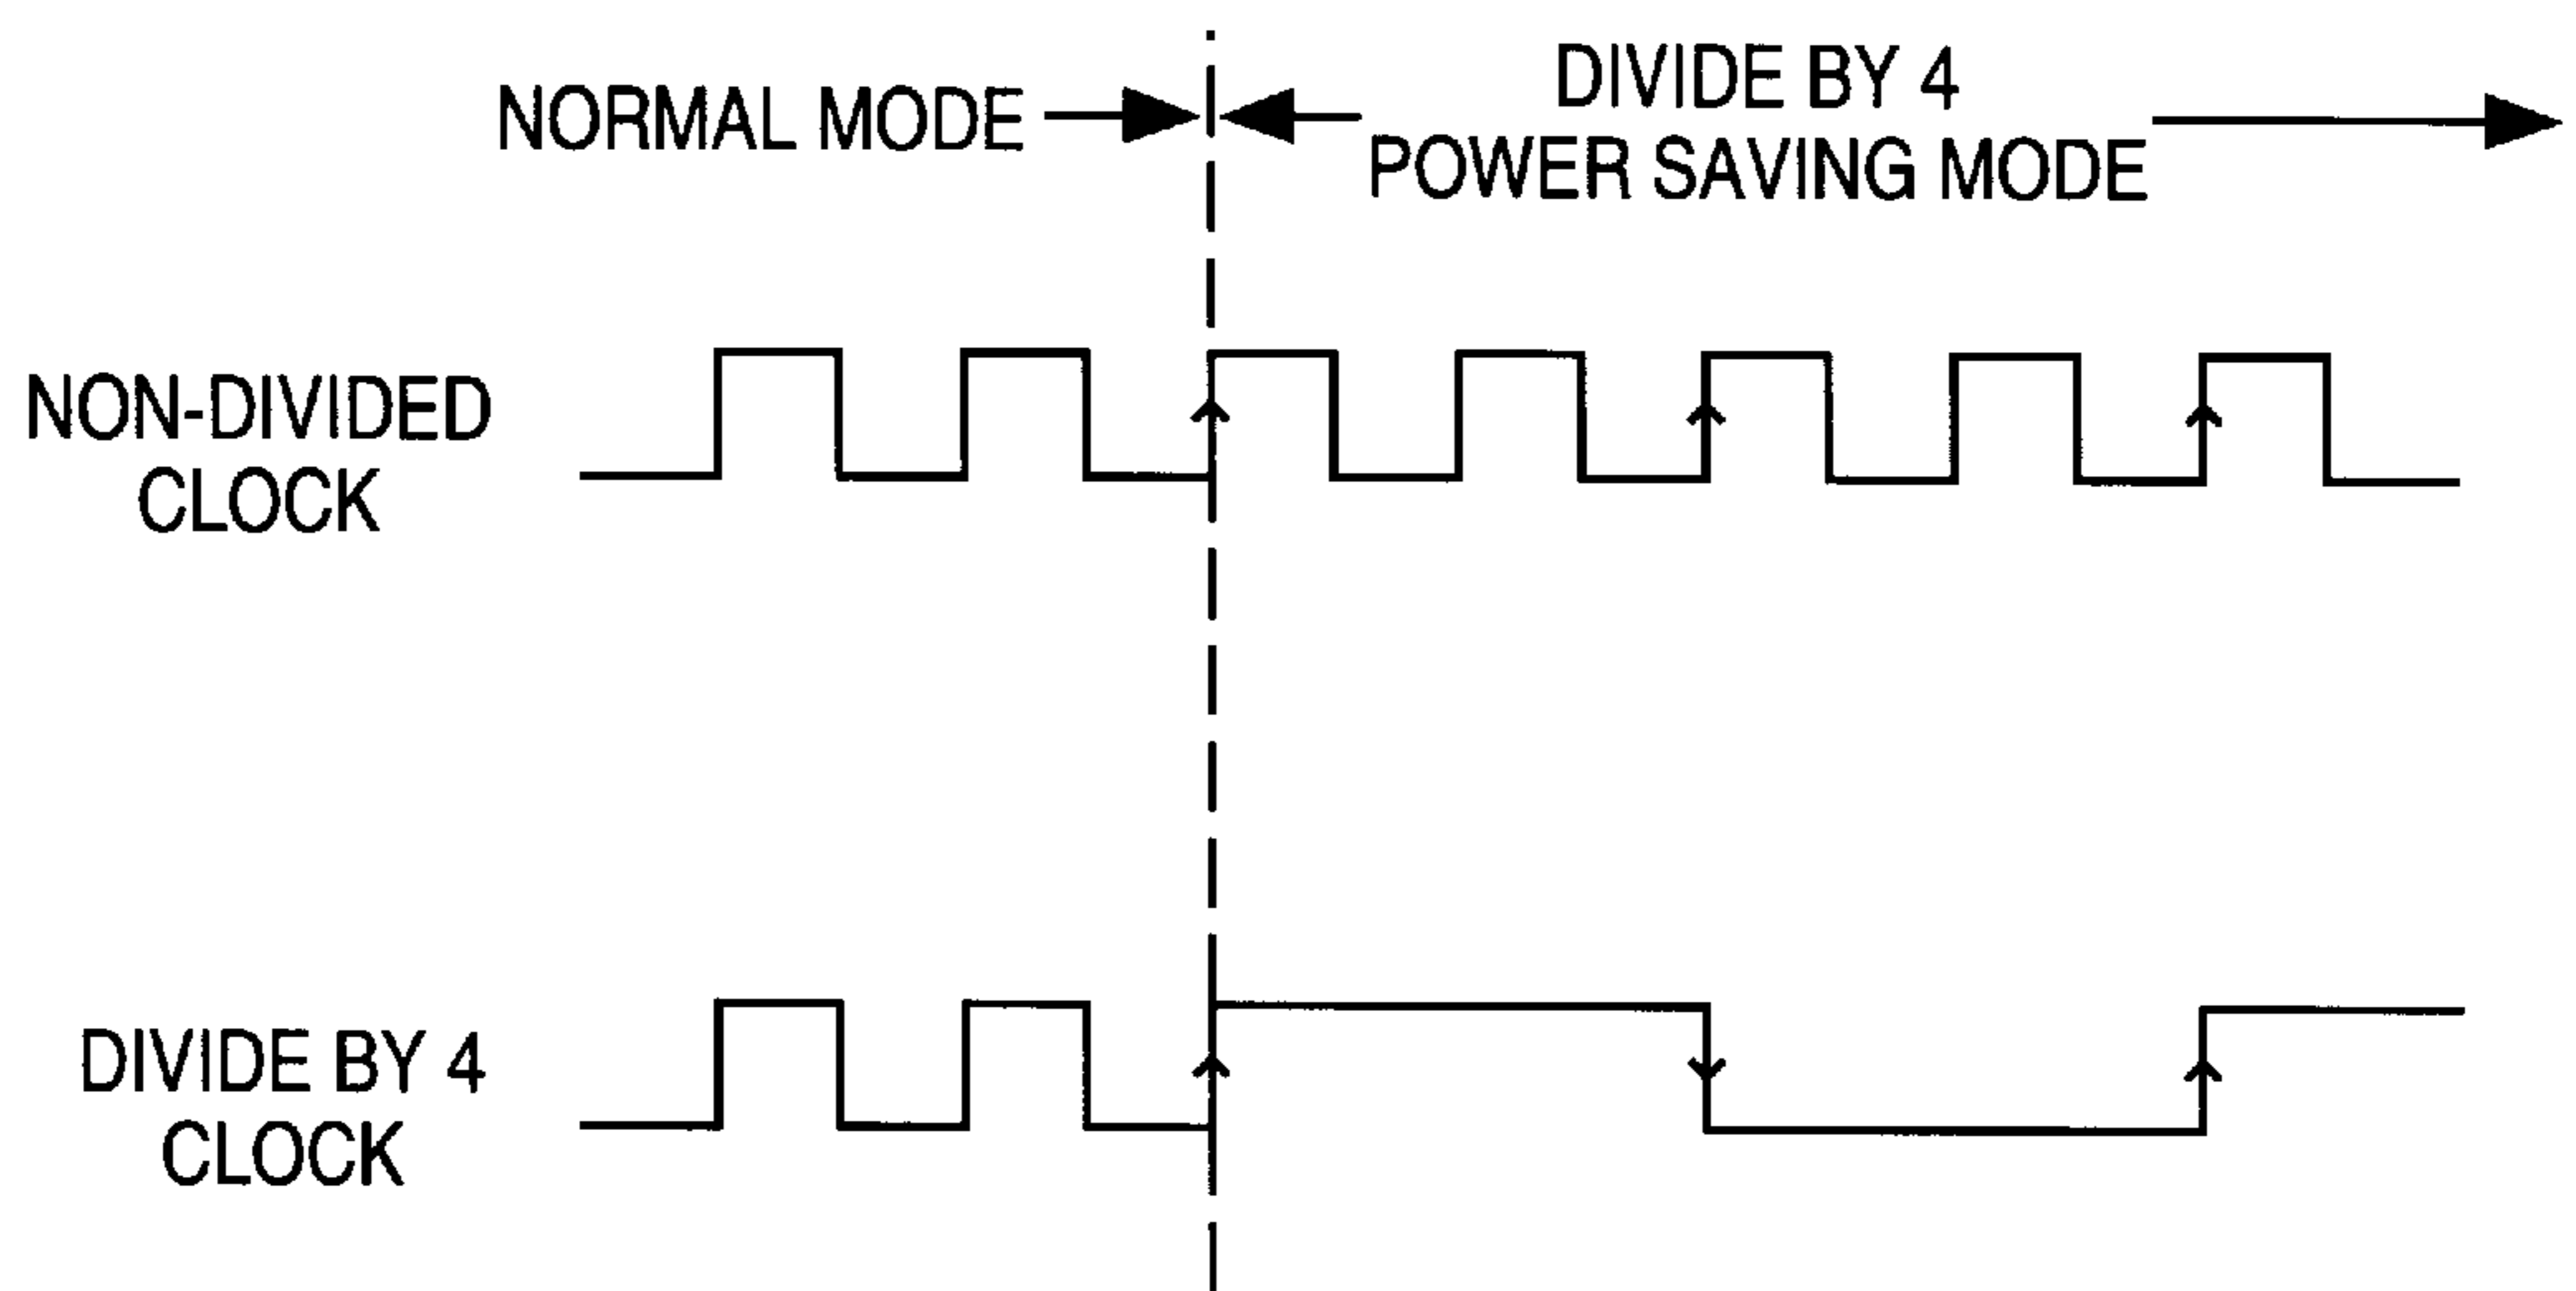 NORMAL MODE
DIVIDE BY 4
POWER SAVING MODE
NON-DIVIDED
CLOCK
DIVIDE BY 4
CLOCK